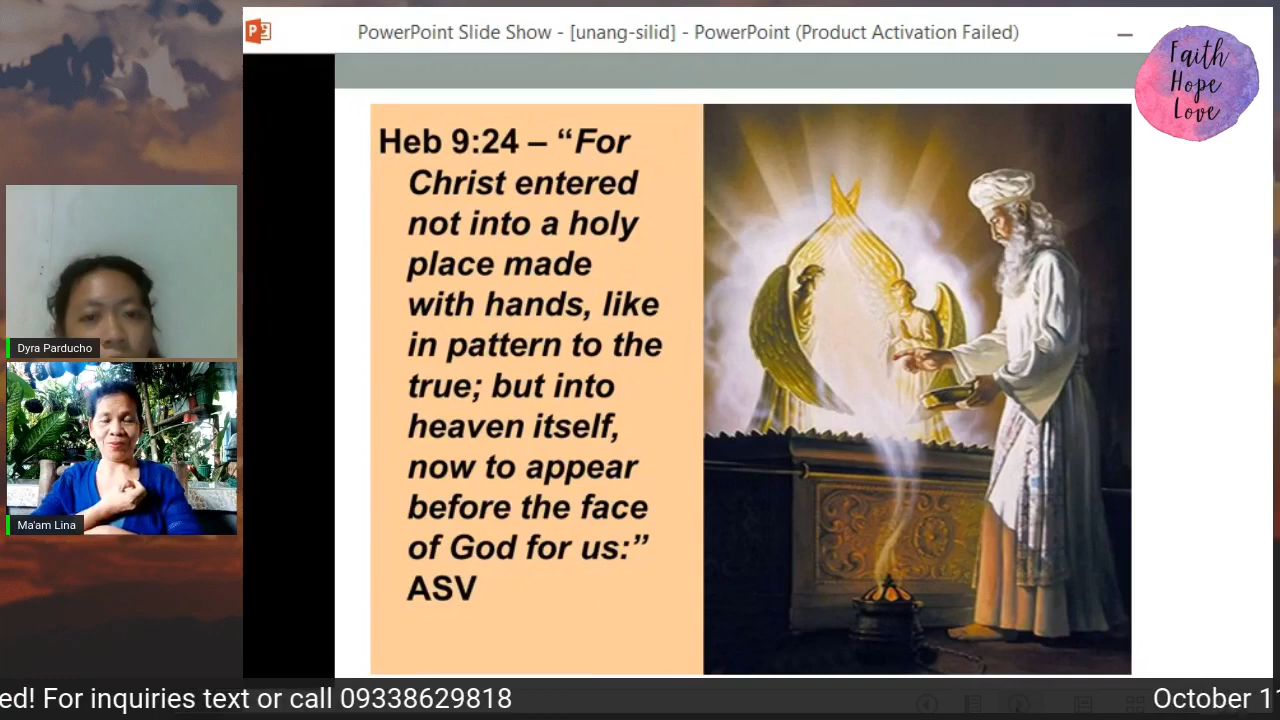 PowerPoint Slide Show - [unang-silid] - PowerPoint (Product Activation Failed)
Faith
Hope
Love
Heb 9:24 – “For
Christ entered
not into a holy
place made
with hands, like
in pattern to the
true; but into
heaven itself,
now to appear
before the face
of God for us:”
ASV
Dyra Parducho
Ma'am Lina
ed! For inquiries text or call 09338629818
October 1